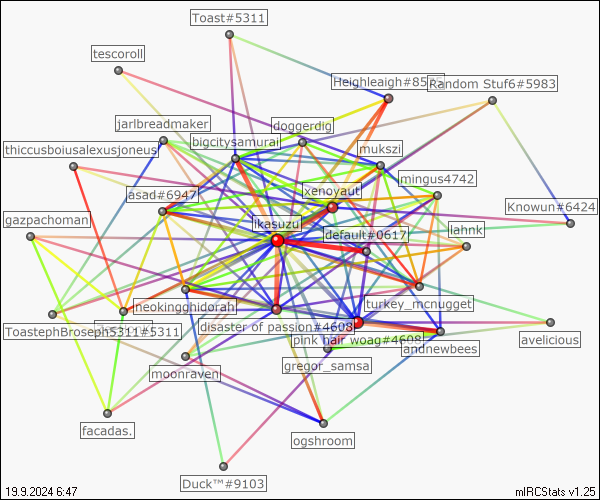 Toast#5311
tescoroll
Heighleaigh#85
Random Stuf6#5983
jarlbreadmaker
doggerdig
bigcitysamurai
mukszi
thiccusboiusalexusjoneus
mingus4742
asad#6947
xenoyaut
Knowun#6424
gazpachoman
ikasuzu
lahnk
default#0617
neokingghidorah
turkey_mcnugget
ToastephBroseph5311#5311
disaster of passion#4608
pink hair woag#4608
andnewbees
avelicious
gregor_samsa
moonraven
facadas.
ogshroom
Duck™#9103
19.9.2024 6:47
mIRCStats v1.25